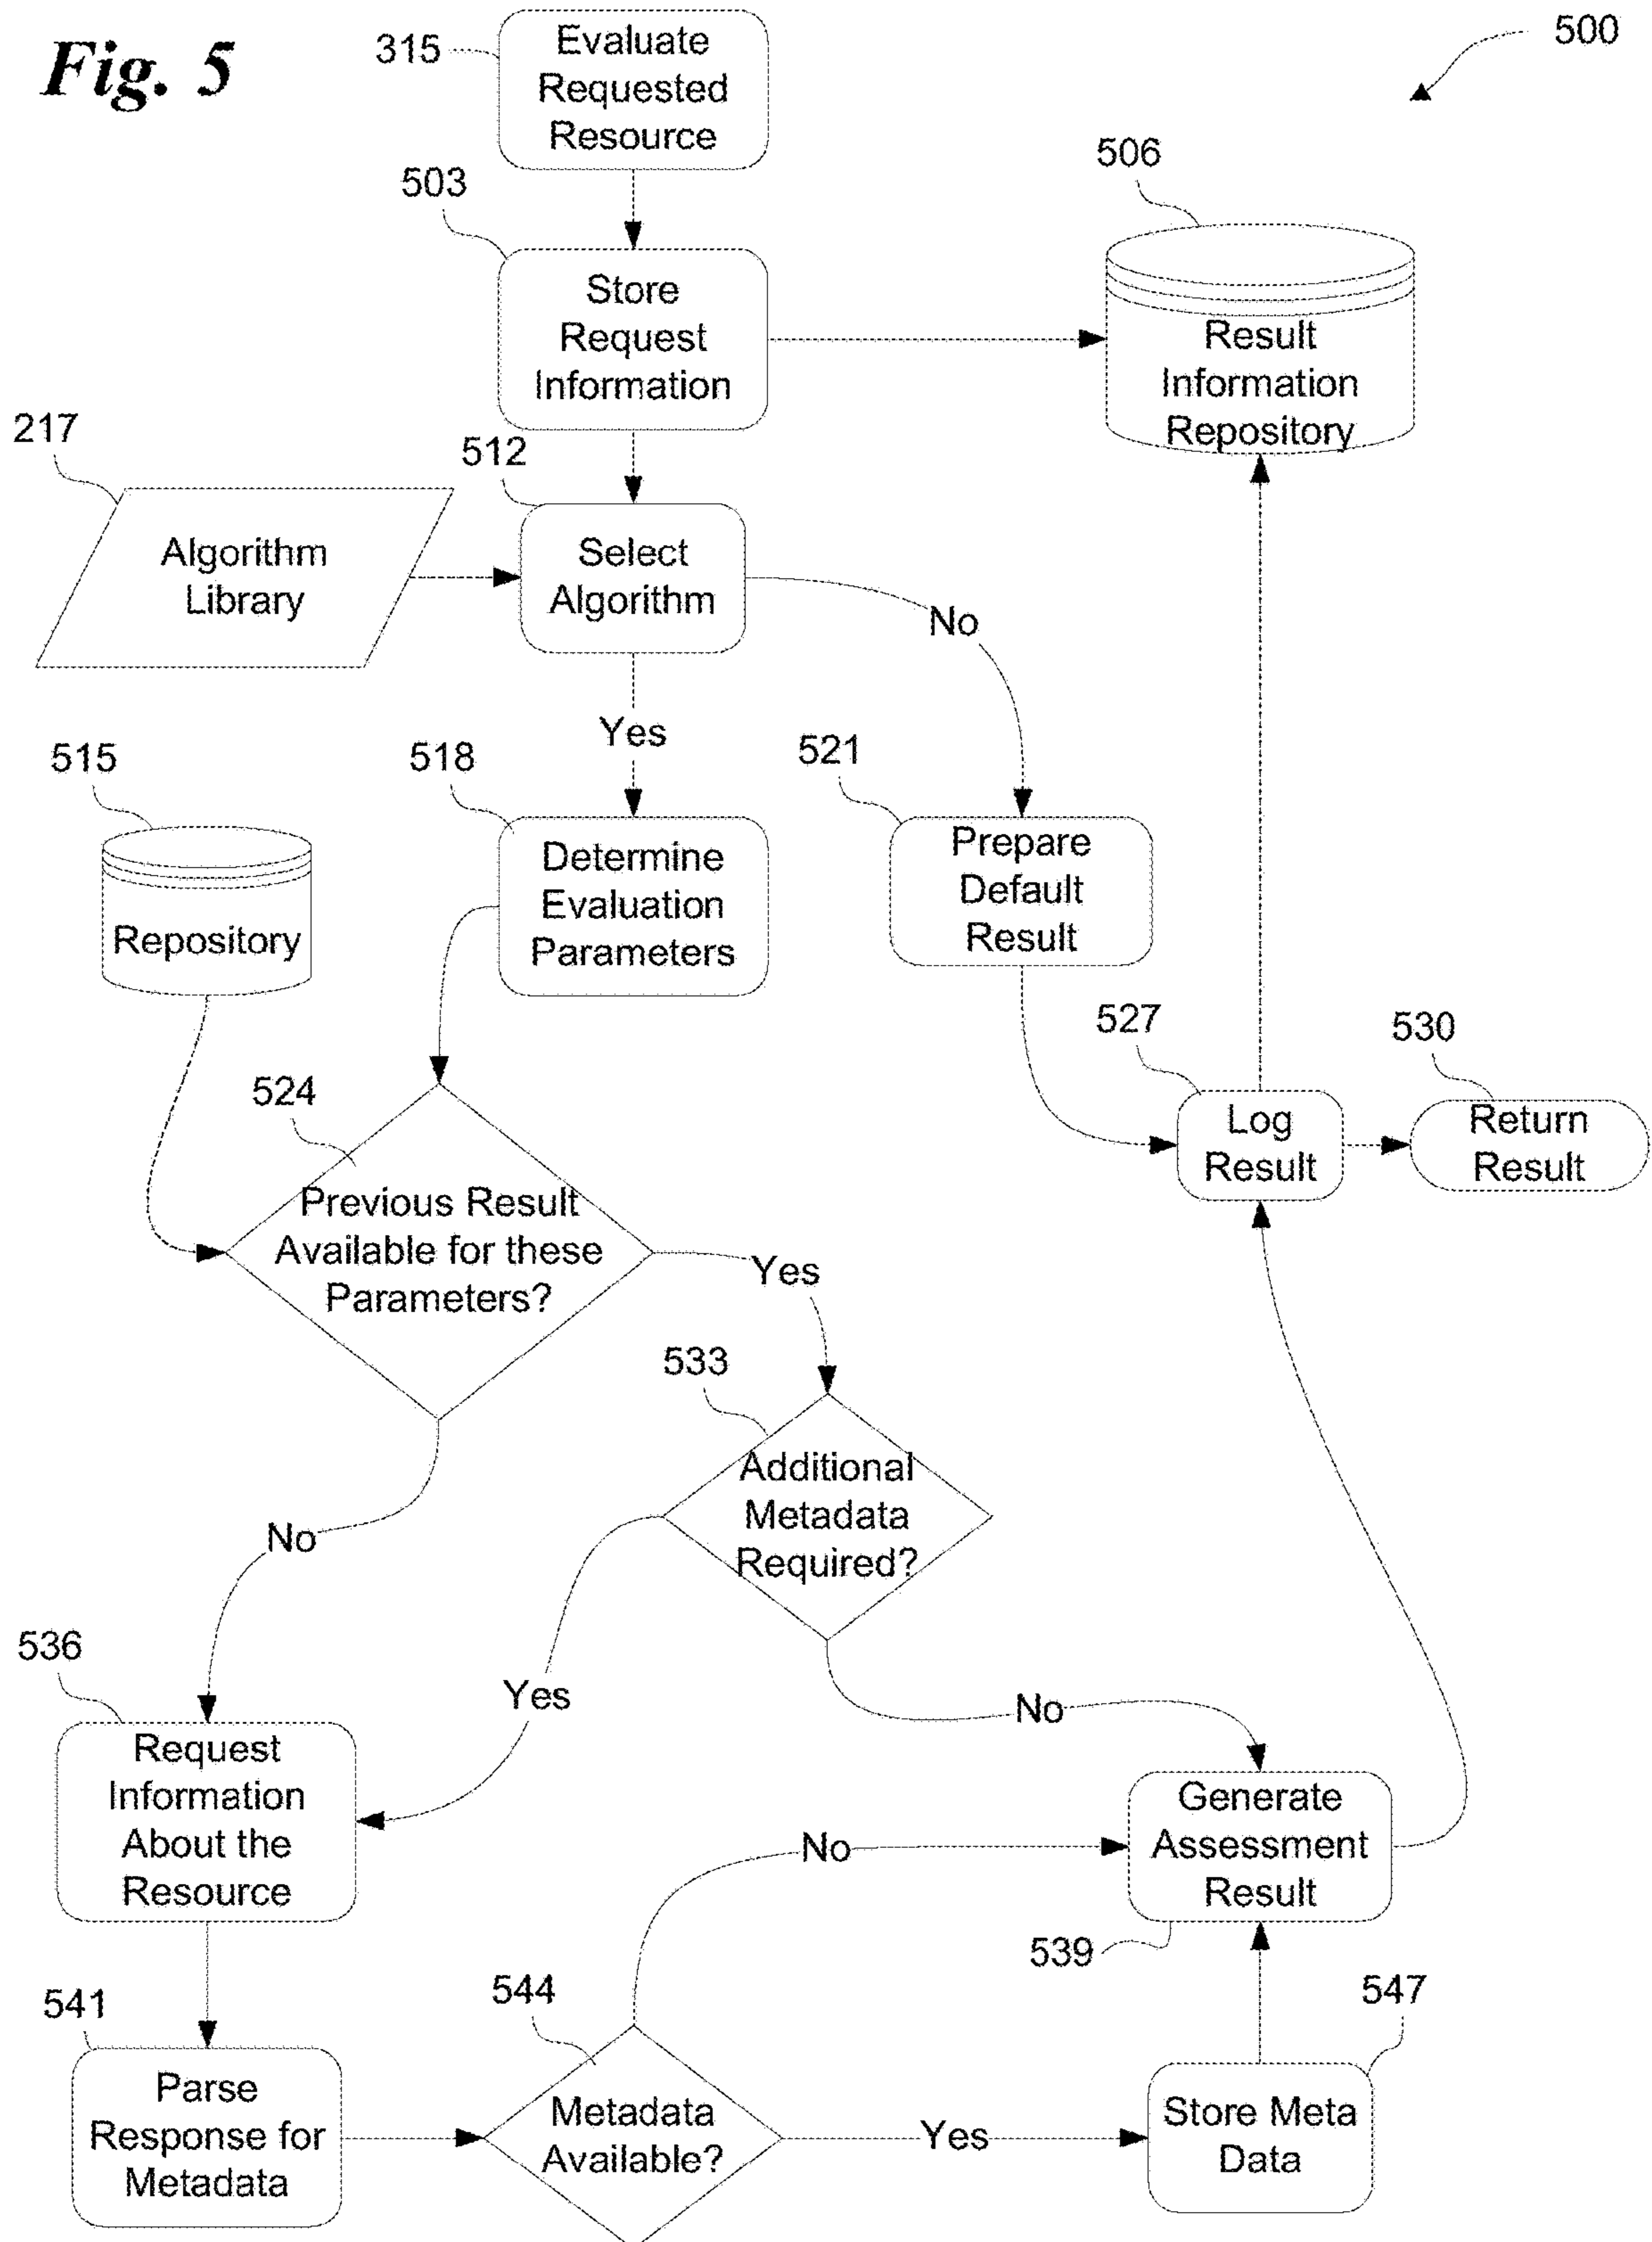 Fig. 5
315
Evaluate
Requested
Resource
500
503
Store
Request
Information
506
Result
Information
Repository
217
Algorithm
Library
512
Select
Algorithm
No
Yes
515
Repository
518
Determine
Evaluation
Parameters
521
Prepare
Default
Result
524
Previous Result
Available for these
Parameters?
527
Log
Result
530
Return
Result
Yes
533
Additional
Metadata
Required?
No
Yes
No
536
Request
Information
About the
Resource
Generate
Assessment
Result
539
No
541
Parse
Response for
Metadata
544
Metadata
Available?
Yes
547
Store Meta
Data